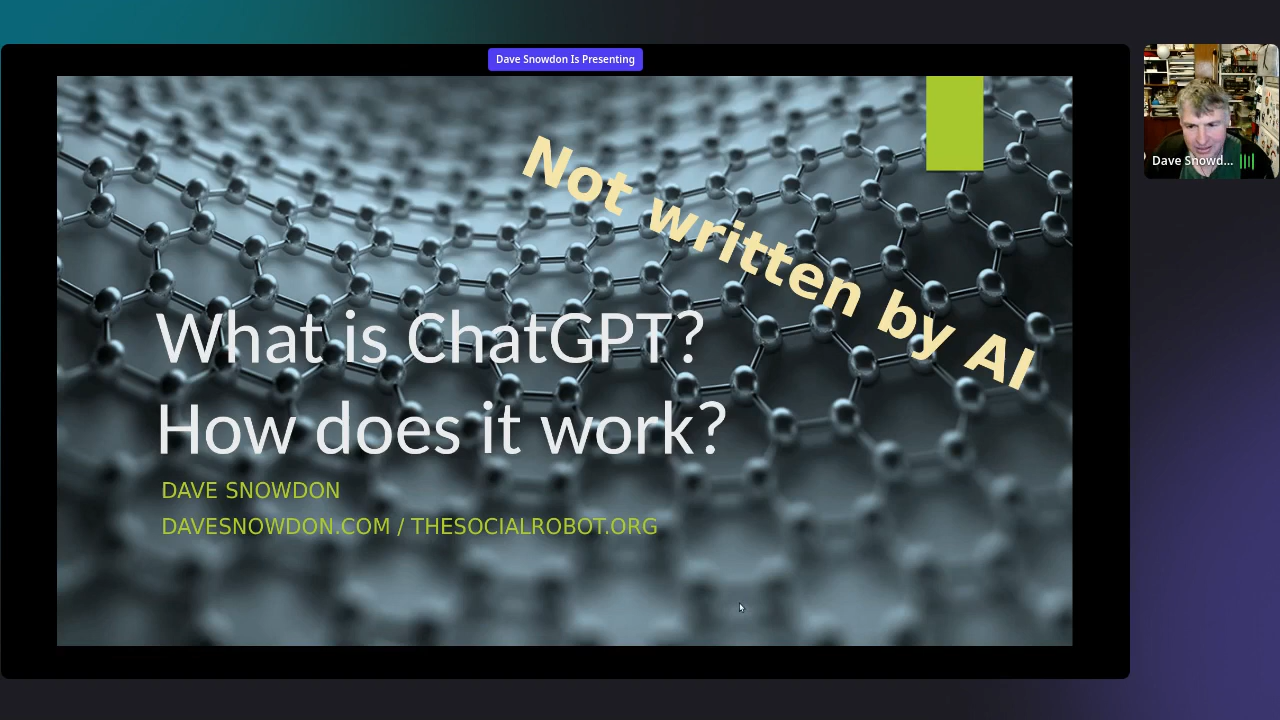 Dave Snowdon Is Presenting
Not written by AI
What is ChatGPT?
How does it work?
DAVE SNOWDON
DAVESNOWDON.COM / THESOCIALROBOT.ORG
Dave Snowd...